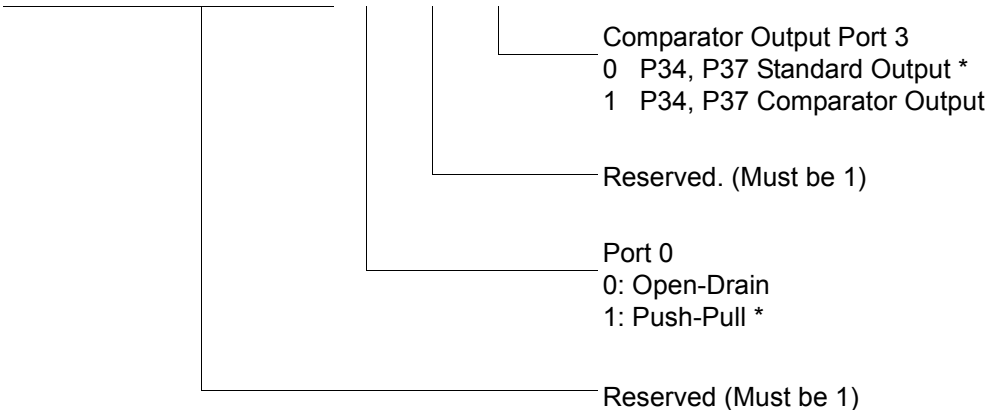 Comparator Output Port 3
0 P34, P37 Standard Output *
1 P34, P37 Comparator Output
Reserved. (Must be 1)
Port 0
0: Open-Drain
1: Push-Pull *
Reserved (Must be 1)